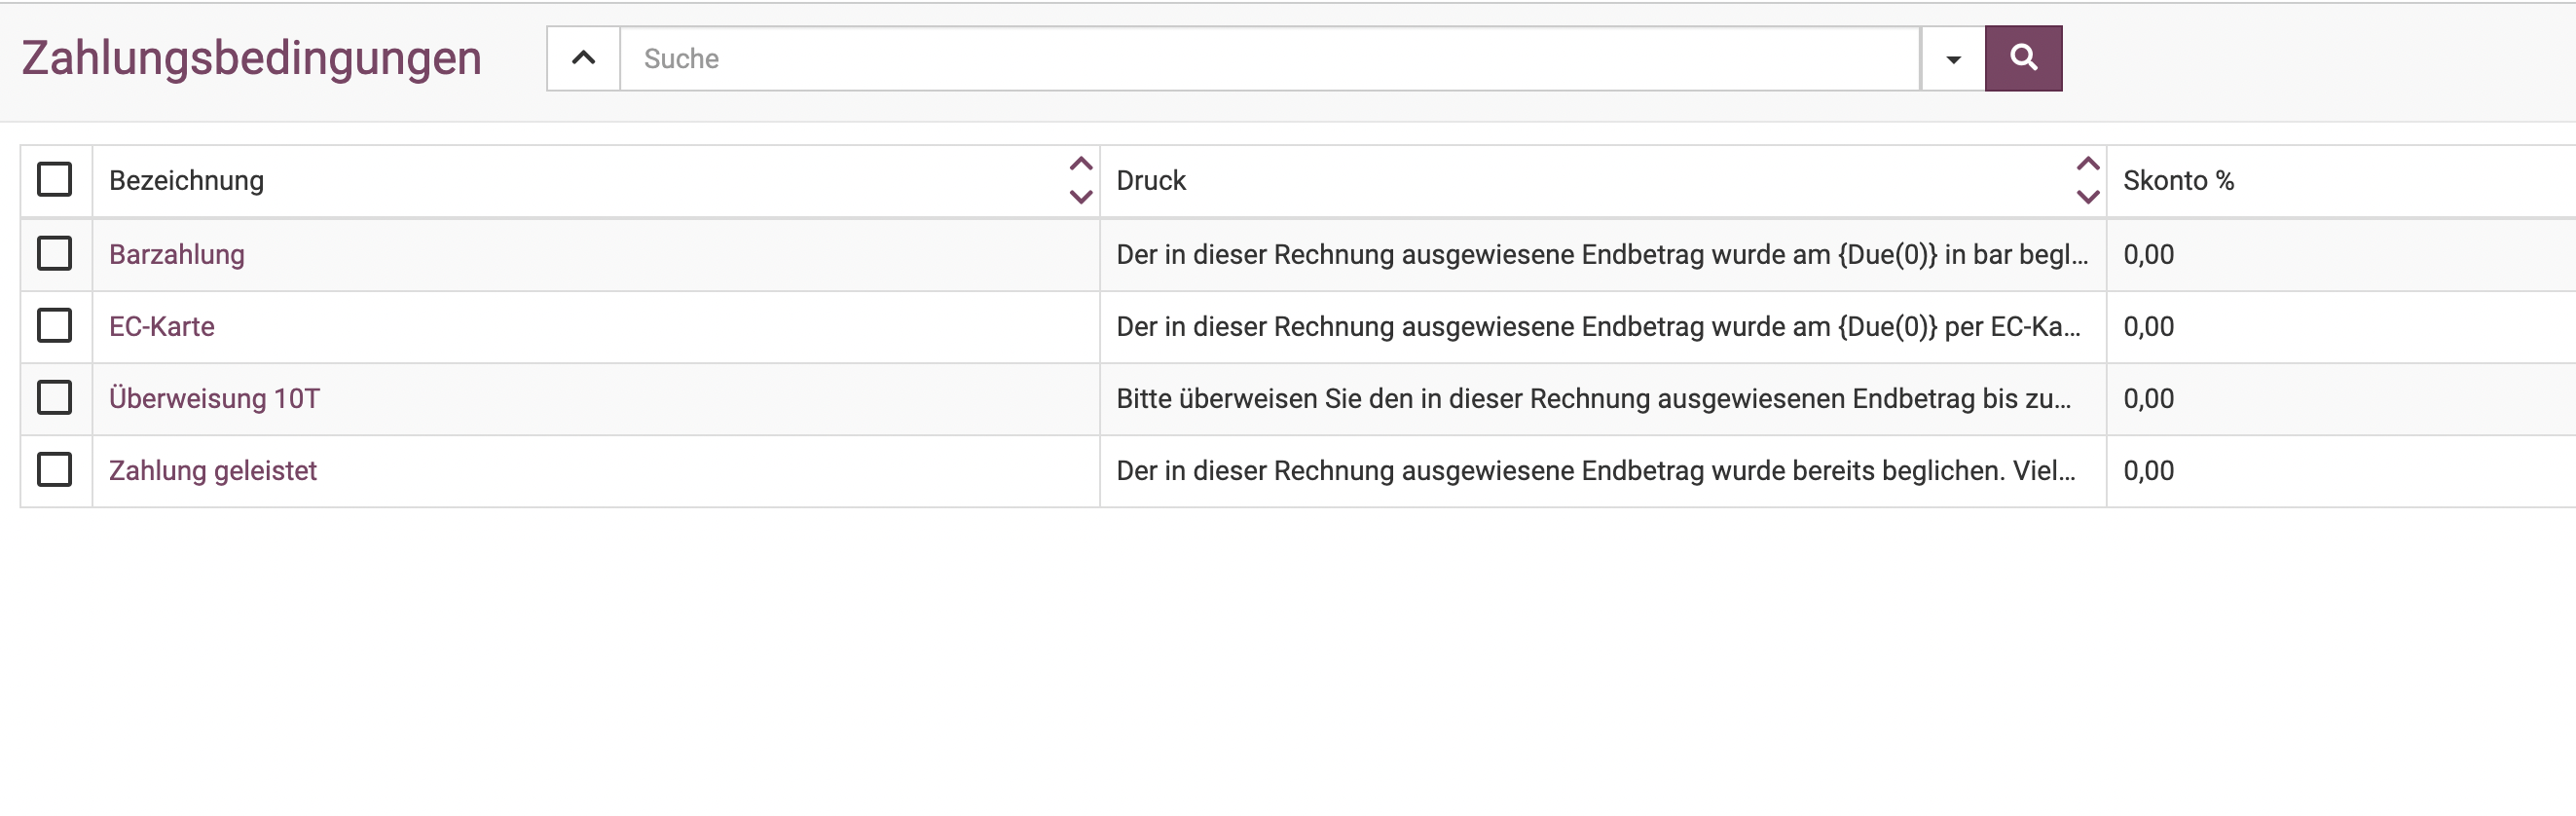 Zahlungsbedingungen
Suche
Bezeichnung Druck Skonto %
Barzahlung Der in dieser Rechnung ausgewiesene Endbetrag wurde am {Due(0)} in bar begl... 0,00
EC-Karte Der in dieser Rechnung ausgewiesene Endbetrag wurde am {Due(0)} per EC-Ka... 0,00
Überweisung 10T Bitte überweisen Sie den in dieser Rechnung ausgewiesenen Endbetrag bis zu... 0,00
Zahlung geleistet Der in dieser Rechnung ausgewiesene Endbetrag wurde bereits beglichen. Viel... 0,00